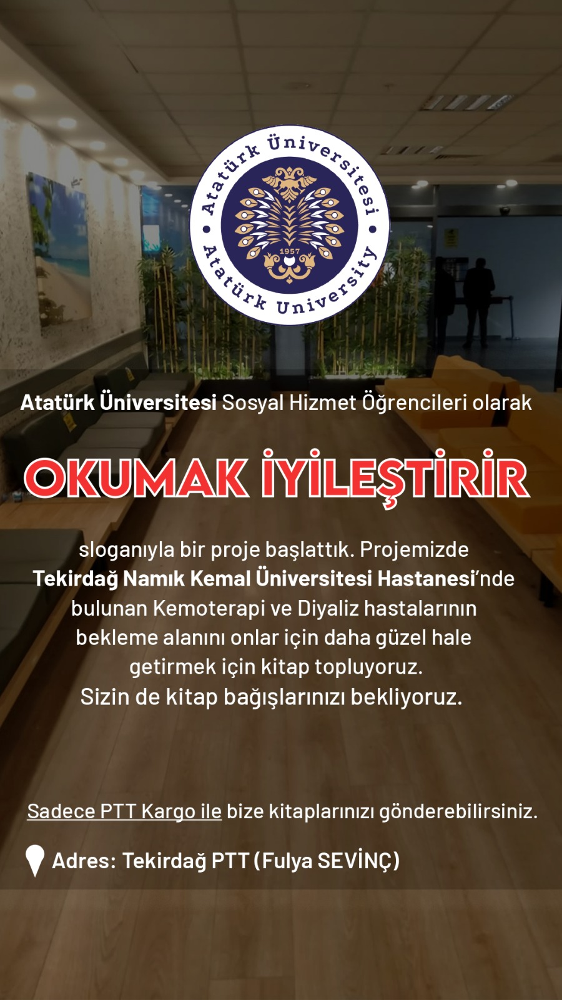 Atatürk Üniversitesi
1957
Atatürk University
Atatürk Üniversitesi Sosyal Hizmet Öğrencileri olarak
OKUMAK İYİLEŞTİRİR
sloganıyla bir proje başlattık. Projemizde
Tekirdağ Namık Kemal Üniversitesi Hastanesi'nde
bulunan Kemoterapi ve Diyaliz hastalarının
bekleme alanını onlar için daha güzel hale
getirmek için kitap topluyoruz.
Sizin de kitap bağışlarınızı bekliyoruz.
Sadece PTT Kargo ile bize kitaplarınızı gönderebilirsiniz.
Adres: Tekirdağ PTT (Fulya SEVİNÇ)